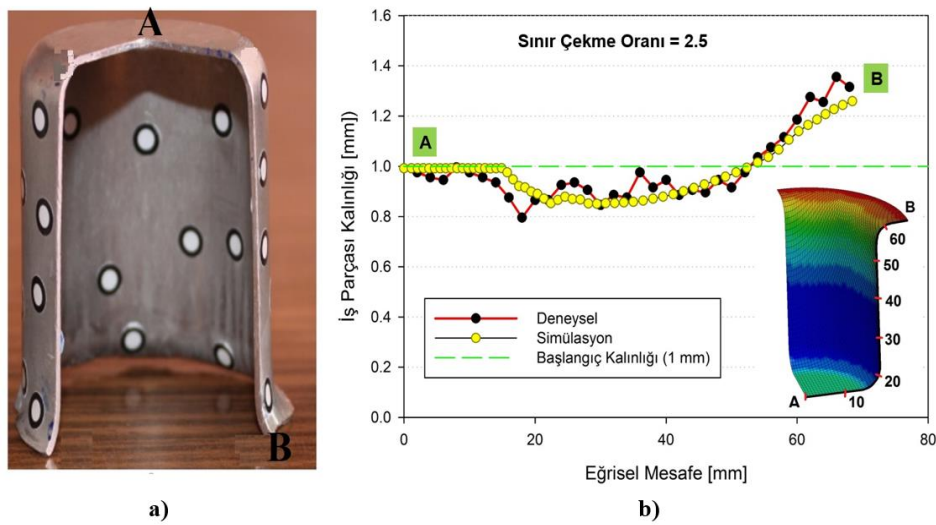 A
B
a)
Sınır Çekme Oranı = 2.5
A
B
İş Parçası Kalınlığı [mm]
1.6
1.4
1.2
1.0
0.8
0.6
0.4
0.2
0.0
Deneysel
Simülasyon
Başlangıç Kalınlığı (1 mm)
B
60
50
40
30
20
10
A
0
20
40
60
80
Eğrisel Mesafe [mm]
b)